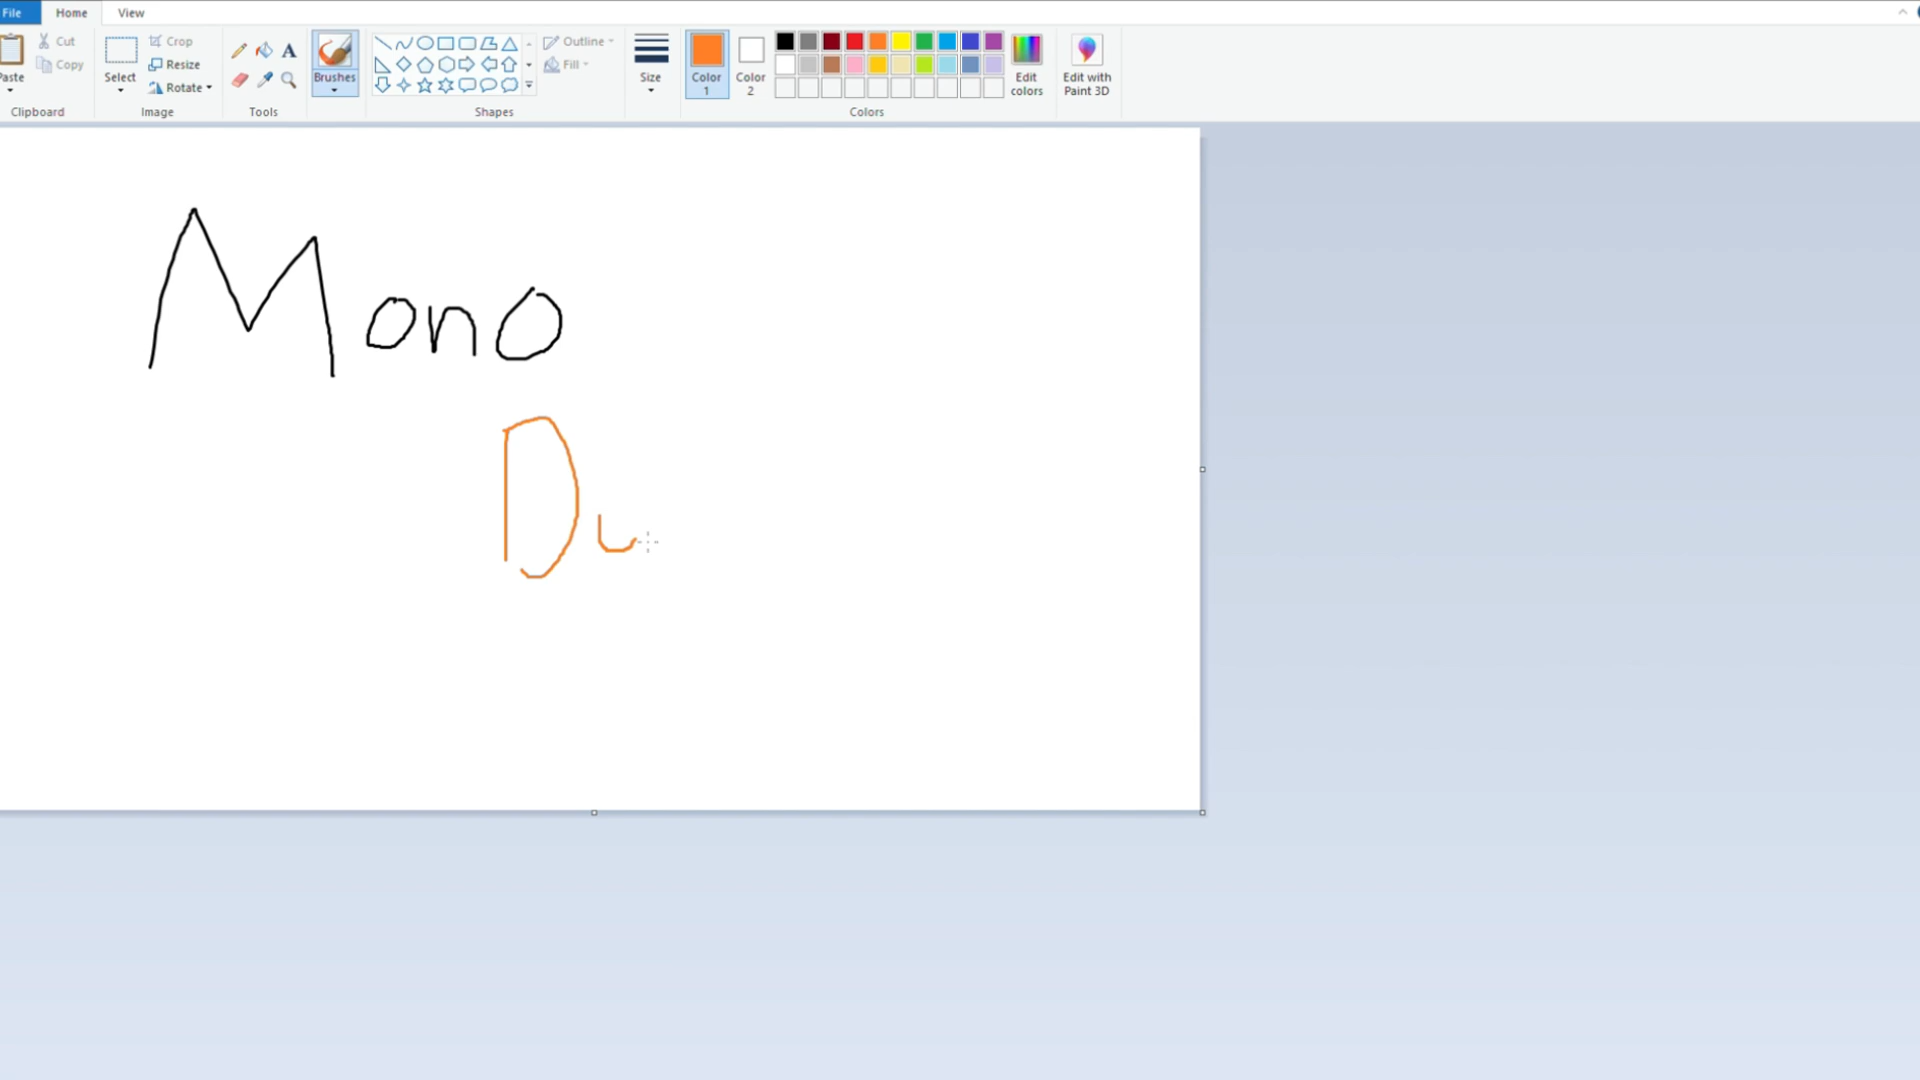 File Home View
Cut Crop Outline
Paste Copy Select Resize Brushes Fill Size Color 1 Color 2 Edit colors Edit with Paint 3D
Rotate
Clipboard Image Tools Shapes Colors
Mono
Du